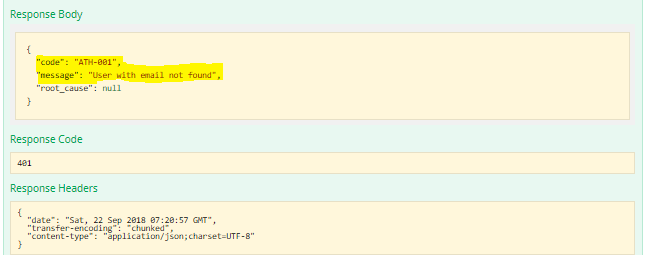 Response Body
{
"code": "ATH-001",
"message": "User with email not found",
"root_cause": null
}
Response Code
401
Response Headers
{
"date": "Sat, 22 Sep 2018 07:20:57 GMT",
"transfer-encoding": "chunked",
"content-type": "application/json;charset=UTF-8"
}